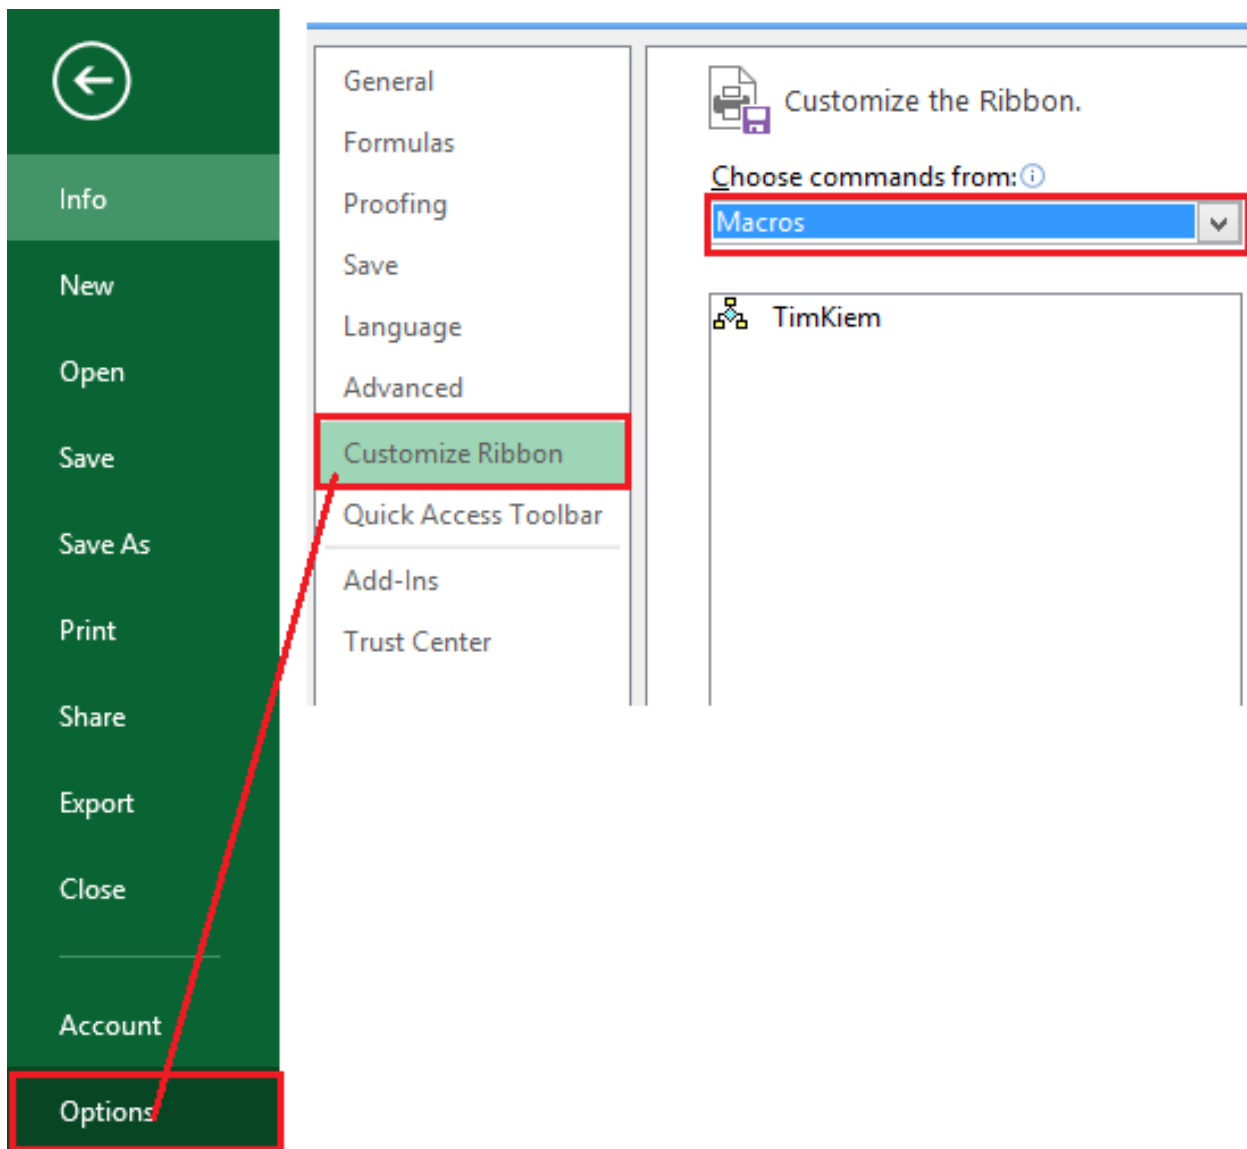 Info
New
Open
Save
Save As
Print
Share
Export
Close
Account
Options
General
Formulas
Proofing
Save
Language
Advanced
Customize Ribbon
Quick Access Toolbar
Add-Ins
Trust Center
Customize the Ribbon.
Choose commands from:
Macros
TimKiem